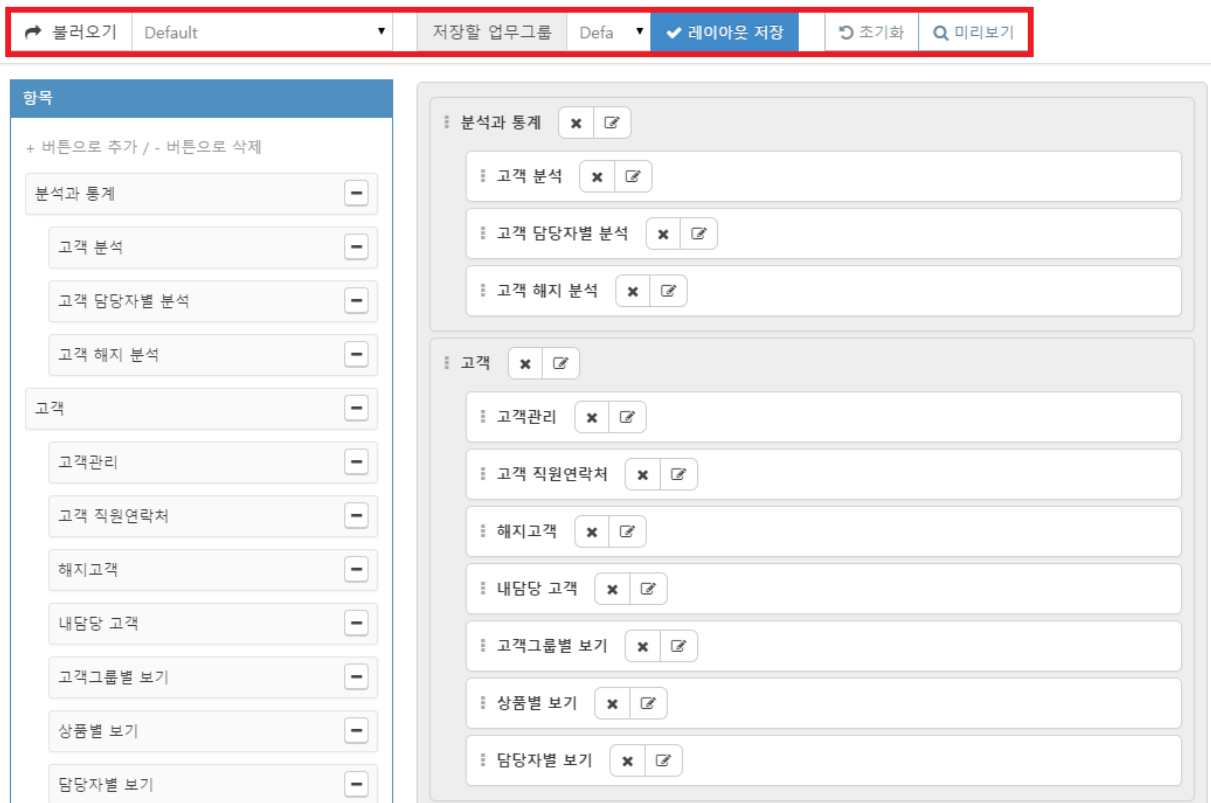 불러오기 Default 저장할 업무그룹 Defa 레이아웃 저장 초기화 미리보기
항목
+ 버튼으로 추가 / - 버튼으로 삭제
분석과 통계
고객 분석
고객 담당자별 분석
고객 해지 분석
고객
고객관리
고객 직원연락처
해지고객
내담당 고객
고객그룹별 보기
상품별 보기
담당자별 보기
분석과 통계
고객 분석
고객 담당자별 분석
고객 해지 분석
고객
고객관리
고객 직원연락처
해지고객
내담당 고객
고객그룹별 보기
상품별 보기
담당자별 보기